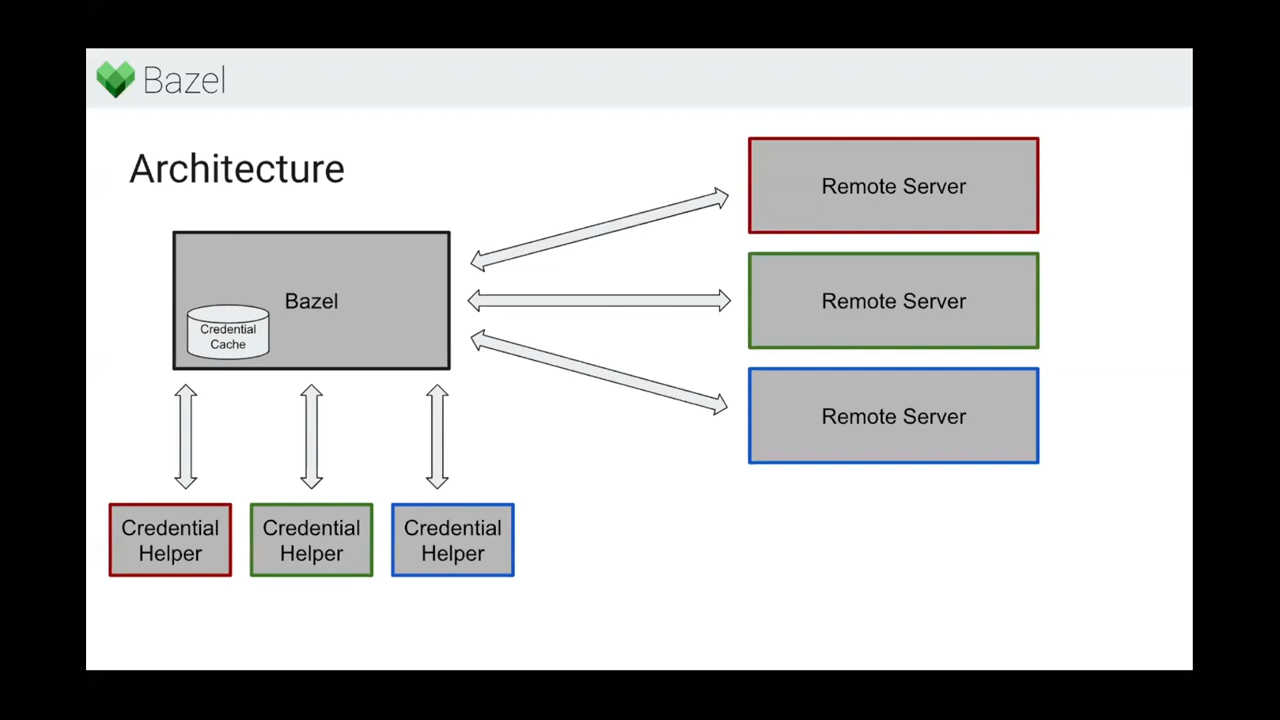 Bazel
Architecture
Bazel
Credential
Cache
Remote Server
Remote Server
Remote Server
Credential
Helper
Credential
Helper
Credential
Helper